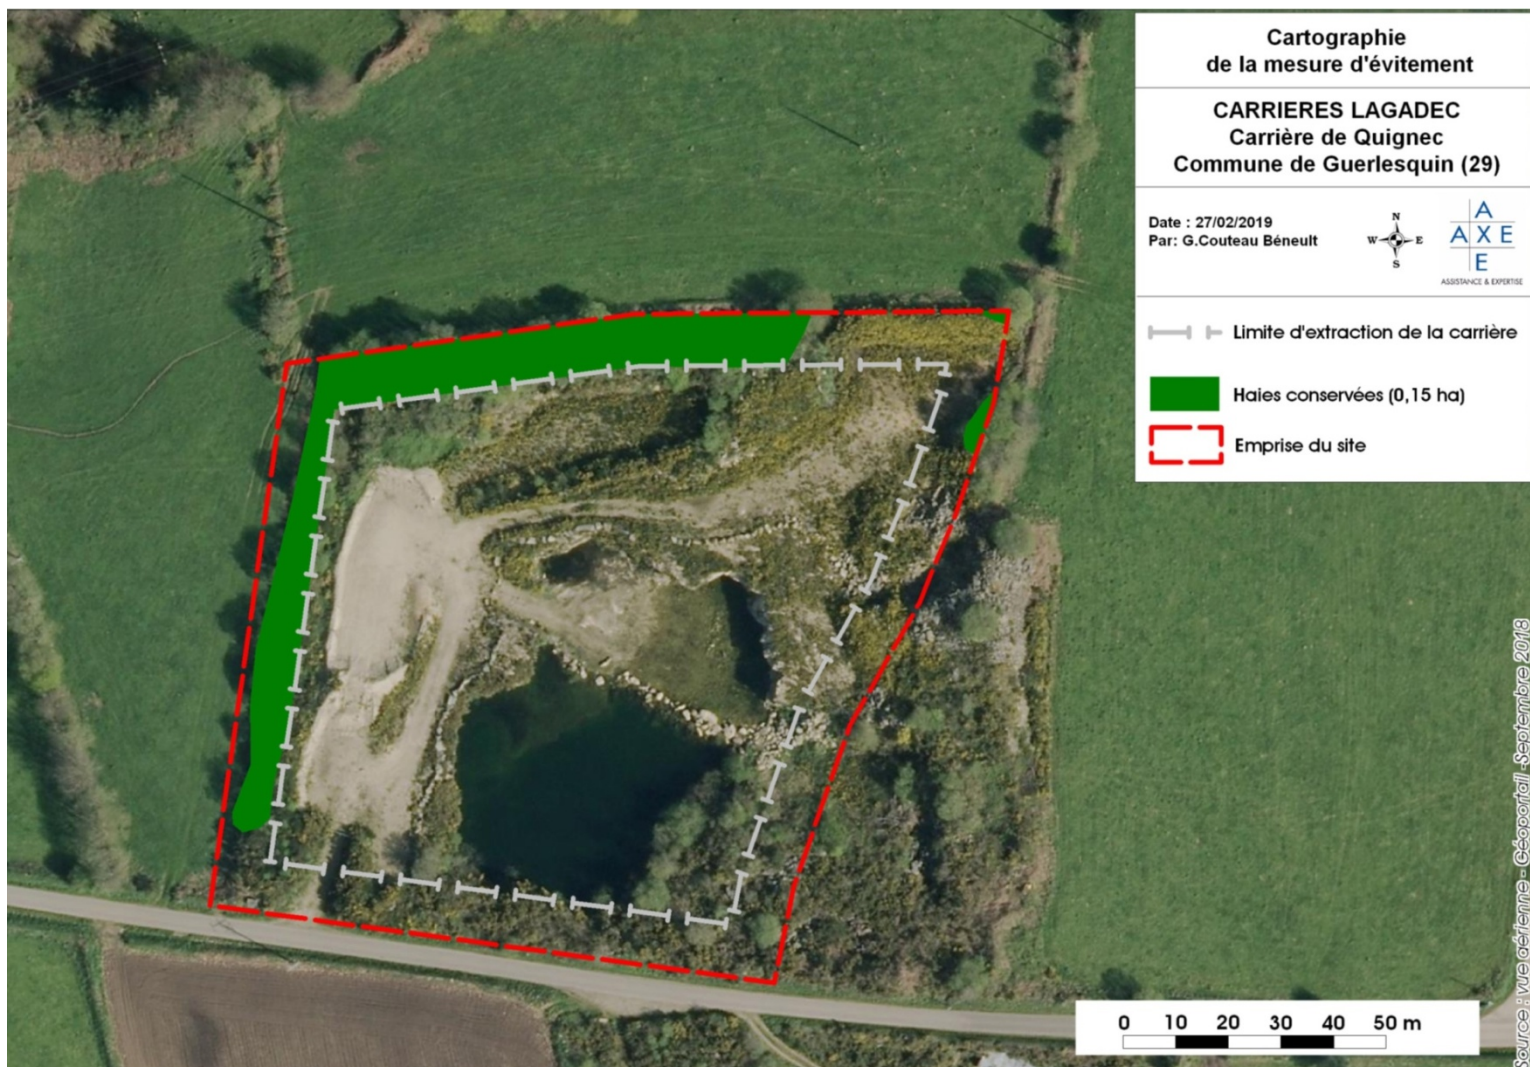 Cartographie
de la mesure d'évitement
CARRIERES LAGADEC
Carrière de Quignec
Commune de Guerlesquin (29)
Date : 27/02/2019
Par: G.Couteau Béneult
N
W E
S
A
A X E
E
ASSISTANCE & EXPERTISE
Limite d'extraction de la carrière
Haies conservées (0,15 ha)
Emprise du site
0 10 20 30 40 50 m
Source : vue aérienne - Géoportail -Septembre 2018